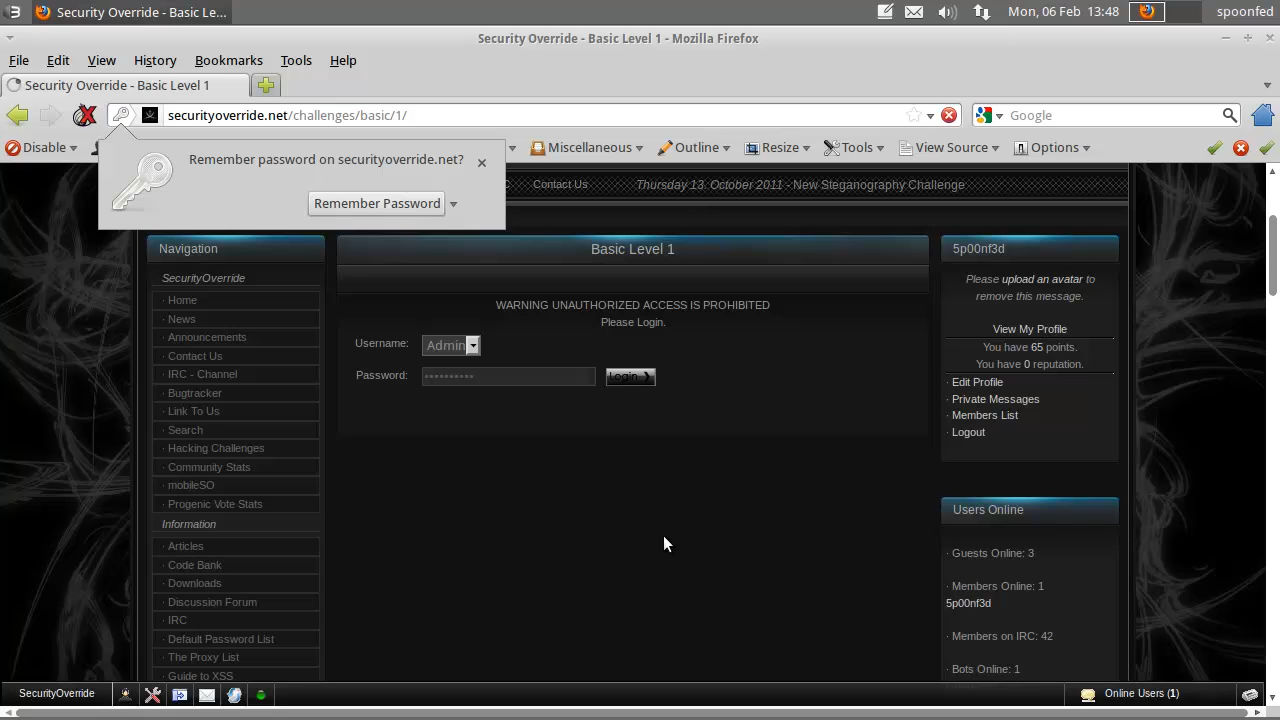 Security Override - Basic Le...
Mon, 06 Feb 13:48
spoonfed
Security Override - Basic Level 1 - Mozilla Firefox
File Edit View History Bookmarks Tools Help
Security Override - Basic Level 1
securityoverride.net/challenges/basic/1/
Google
Disable
Miscellaneous
Outline
Resize
Tools
View Source
Options
Remember password on securityoverride.net?
Remember Password
Contact Us
Thursday 13. October 2011 - New Steganography Challenge
Navigation
SecurityOverride
· Home
· News
· Announcements
· Contact Us
· IRC - Channel
· Bugtracker
· Link To Us
· Search
· Hacking Challenges
· Community Stats
· mobileSO
· Progenic Vote Stats
Information
· Articles
· Code Bank
· Downloads
· Discussion Forum
· IRC
· Default Password List
· The Proxy List
· Guide to XSS
Basic Level 1
WARNING UNAUTHORIZED ACCESS IS PROHIBITED
Please Login.
Username: Admin
Password: ••••••••••
Login
5p00nf3d
Please upload an avatar to
remove this message.
View My Profile
You have 65 points.
You have 0 reputation.
· Edit Profile
· Private Messages
· Members List
· Logout
Users Online
· Guests Online: 3
· Members Online: 1
5p00nf3d
· Members on IRC: 42
· Bots Online: 1
SecurityOverride
Online Users (1)